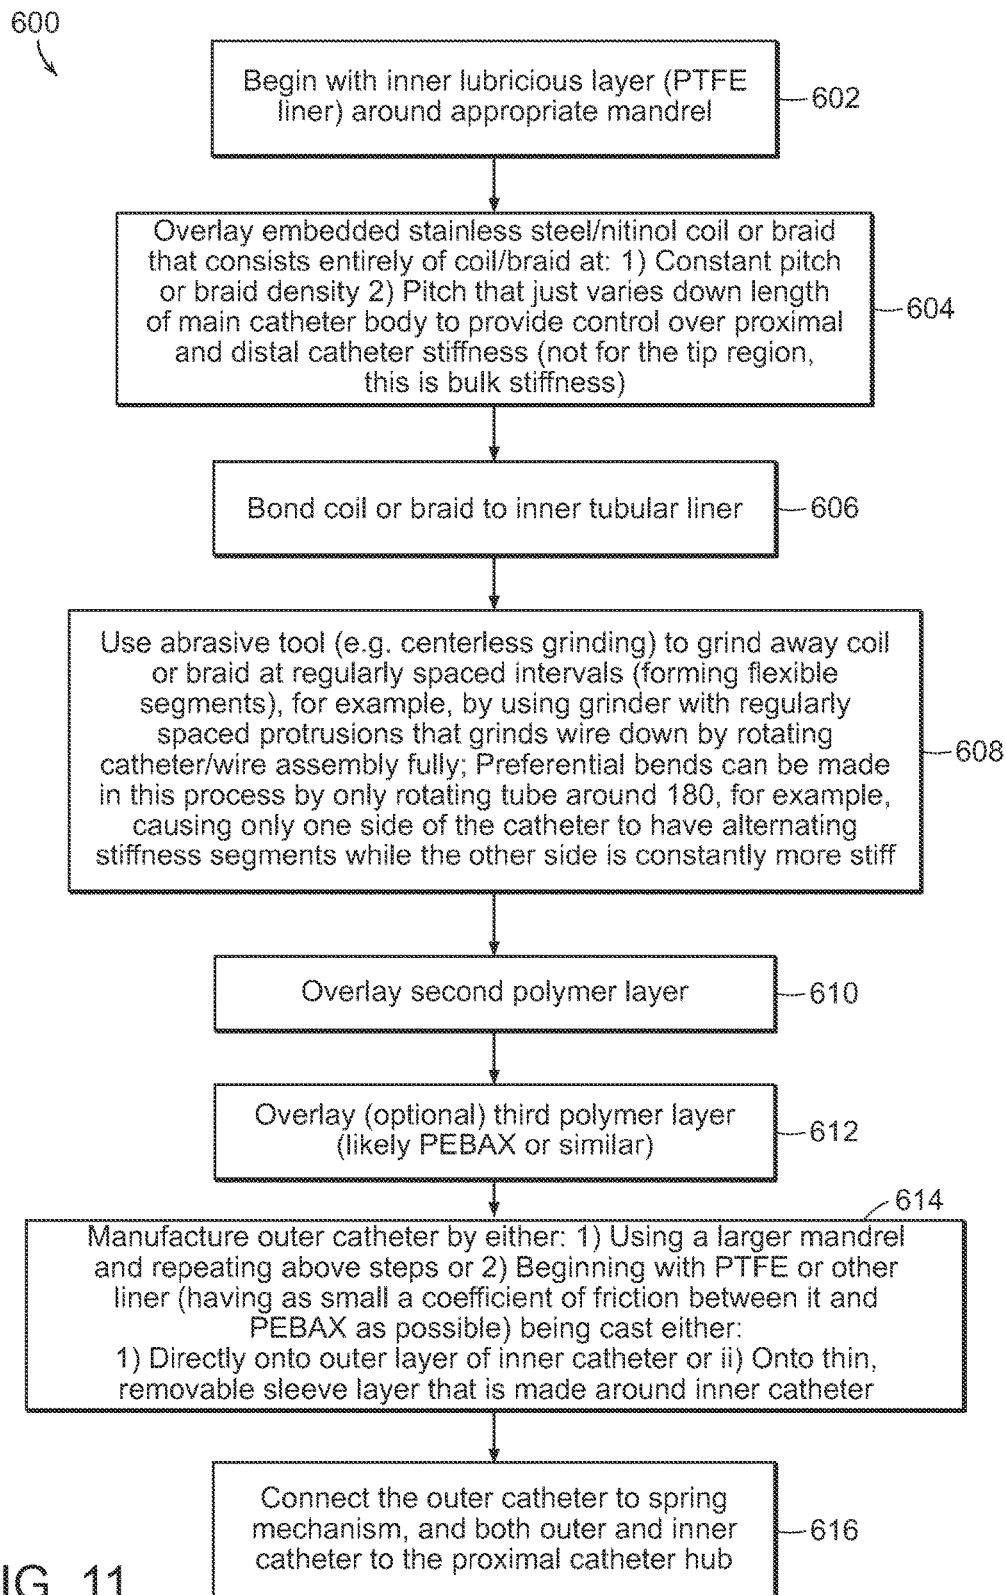 600
Begin with inner lubricious layer (PTFE
liner) around appropriate mandrel
602
Overlay embedded stainless steel/nitinol coil or braid
that consists entirely of coil/braid at: 1) Constant pitch
or braid density 2) Pitch that just varies down length
of main catheter body to provide control over proximal
and distal catheter stiffness (not for the tip region,
this is bulk stiffness)
604
Bond coil or braid to inner tubular liner
606
Use abrasive tool (e.g. centerless grinding) to grind away coil
or braid at regularly spaced intervals (forming flexible
segments), for example, by using grinder with regularly
spaced protrusions that grinds wire down by rotating
catheter/wire assembly fully; Preferential bends can be made
in this process by only rotating tube around 180, for example,
causing only one side of the catheter to have alternating
stiffness segments while the other side is constantly more stiff
608
Overlay second polymer layer
610
Overlay (optional) third polymer layer
(likely PEBAX or similar)
612
614
Manufacture outer catheter by either: 1) Using a larger mandrel
and repeating above steps or 2) Beginning with PTFE or other
liner (having as small a coefficient of friction between it and
PEBAX as possible) being cast either:
1) Directly onto outer layer of inner catheter or ii) Onto thin,
removable sleeve layer that is made around inner catheter
Connect the outer catheter to spring
mechanism, and both outer and inner
catheter to the proximal catheter hub
616
IG. 11